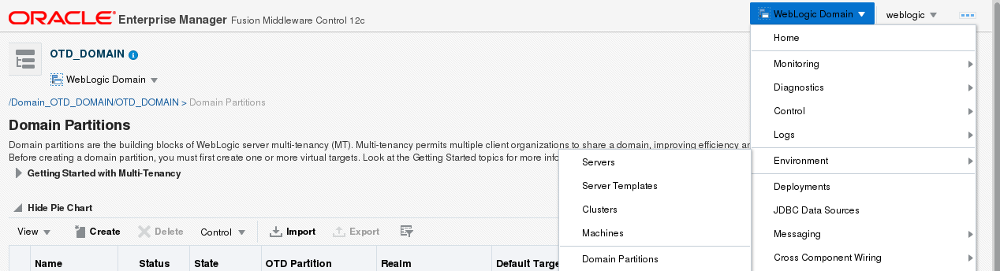 ORACLE Enterprise Manager Fusion Middleware Control 12c
WebLogic Domain
weblogic
OTD_DOMAIN
WebLogic Domain
/Domain_OTD_DOMAIN/OTD_DOMAIN > Domain Partitions
Domain Partitions
Domain partitions are the building blocks of WebLogic server multi-tenancy (MT). Multi-tenancy permits multiple client organizations to share a domain, improving efficiency
Before creating a domain partition, you must first create one or more virtual targets. Look at the Getting Started topics for more
Getting Started with Multi-Tenancy
Hide Pie Chart
View Create Delete Control Import Export
Name Status State OTD Partition Realm Default
Home
Monitoring
Diagnostics
Control
Logs
Environment
Deployments
JDBC Data Sources
Messaging
Cross Component Wiring
Servers
Server Templates
Clusters
Machines
Domain Partitions